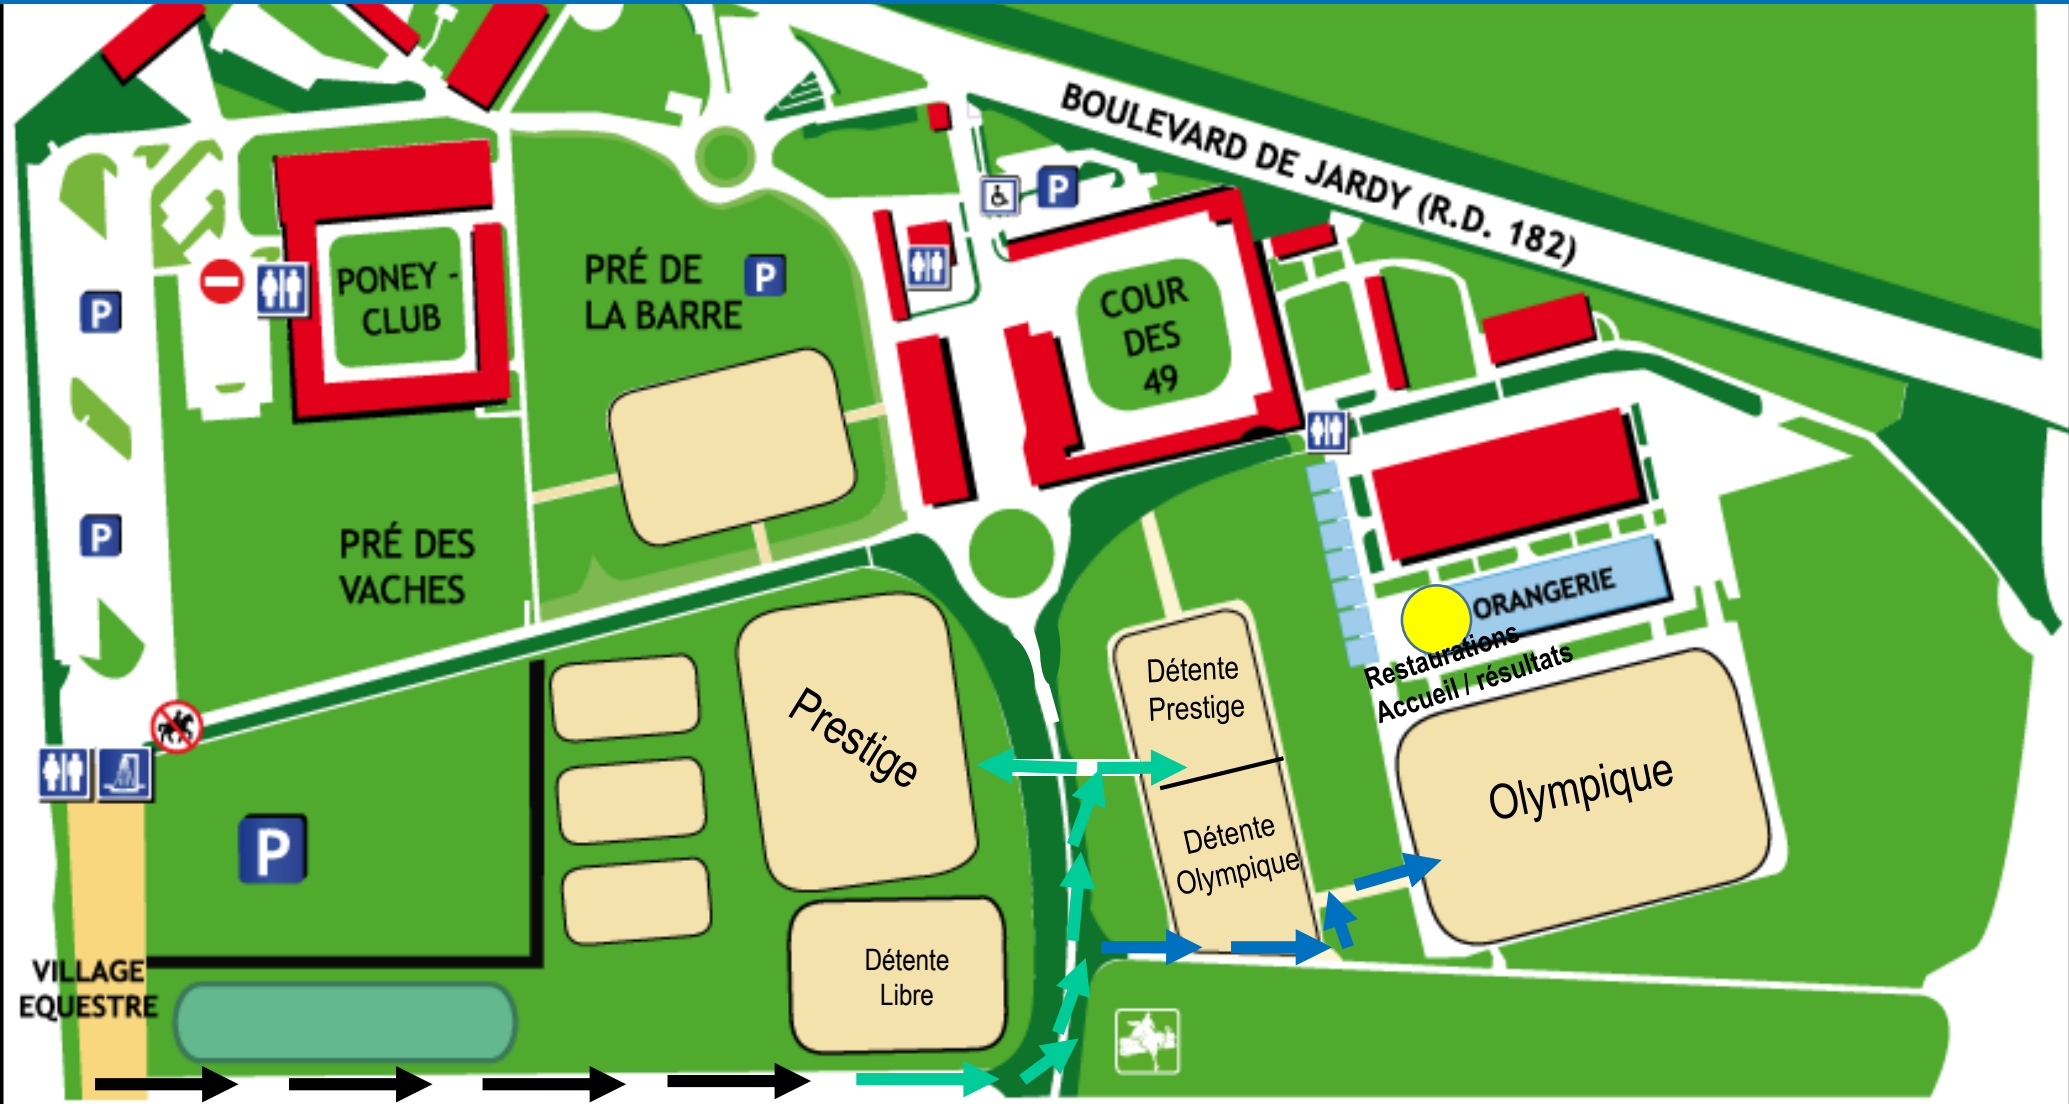 BOULEVARD DE JARDY (R.D. 182)
P
PONEY -
CLUB
PRÉ DE
LA BARRE
P
COUR
DES
49
P
P
PRÉ DES
VACHES
ORANGERIE
Restaurations
Accueil / résultats
Détente
Prestige
Prestige
Olympique
Détente
Olympique
P
Détente
Libre
VILLAGE
EQUESTRE